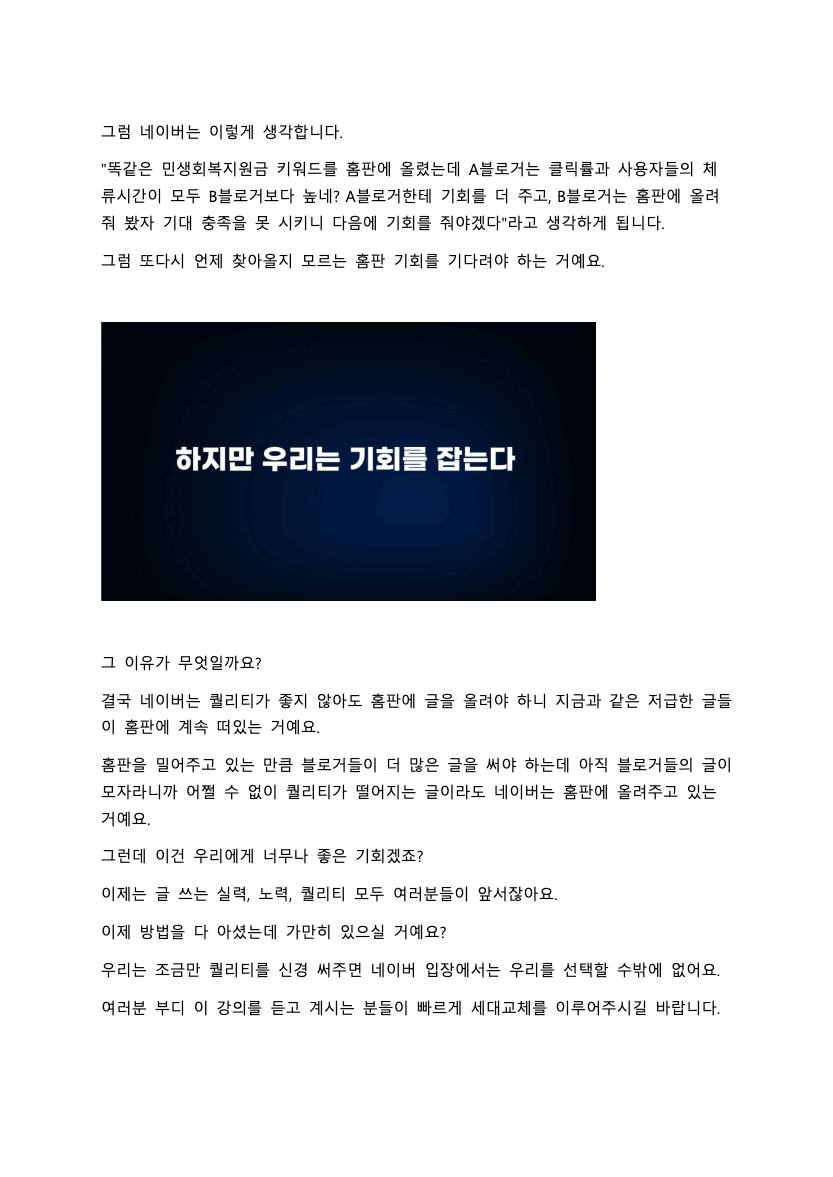 그럼 네이버는 이렇게 생각합니다.
"똑같은 민생회복지원금 키워드를 홈판에 올렸는데 A블로거는 클릭률과 사용자들의 체
류시간이 모두 B블로거보다 높네? A블로거한테 기회를 더 주고, B블로거는 홈판에 올려
줘 봤자 기대 충족을 못 시키니 다음에 기회를 줘야겠다"라고 생각하게 됩니다.
그럼 또다시 언제 찾아올지 모르는 홈판 기회를 기다려야 하는 거예요.
하지만 우리는 기회를 잡는다
그 이유가 무엇일까요?
결국 네이버는 퀄리티가 좋지 않아도 홈판에 글을 올려야 하니 지금과 같은 저급한 글들
이 홈판에 계속 떠있는 거예요.
홈판을 밀어주고 있는 만큼 블로거들이 더 많은 글을 써야 하는데 아직 블로거들의 글이
모자라니까 어쩔 수 없이 퀄리티가 떨어지는 글이라도 네이버는 홈판에 올려주고 있는
거예요.
그런데 이건 우리에게 너무나 좋은 기회겠죠?
이제는 글 쓰는 실력, 노력, 퀄리티 모두 여러분들이 앞서잖아요.
이제 방법을 다 아셨는데 가만히 있으실 거예요?
우리는 조금만 퀄리티를 신경 써주면 네이버 입장에서는 우리를 선택할 수밖에 없어요.
여러분 부디 이 강의를 듣고 계시는 분들이 빠르게 세대교체를 이루어주시길 바랍니다.